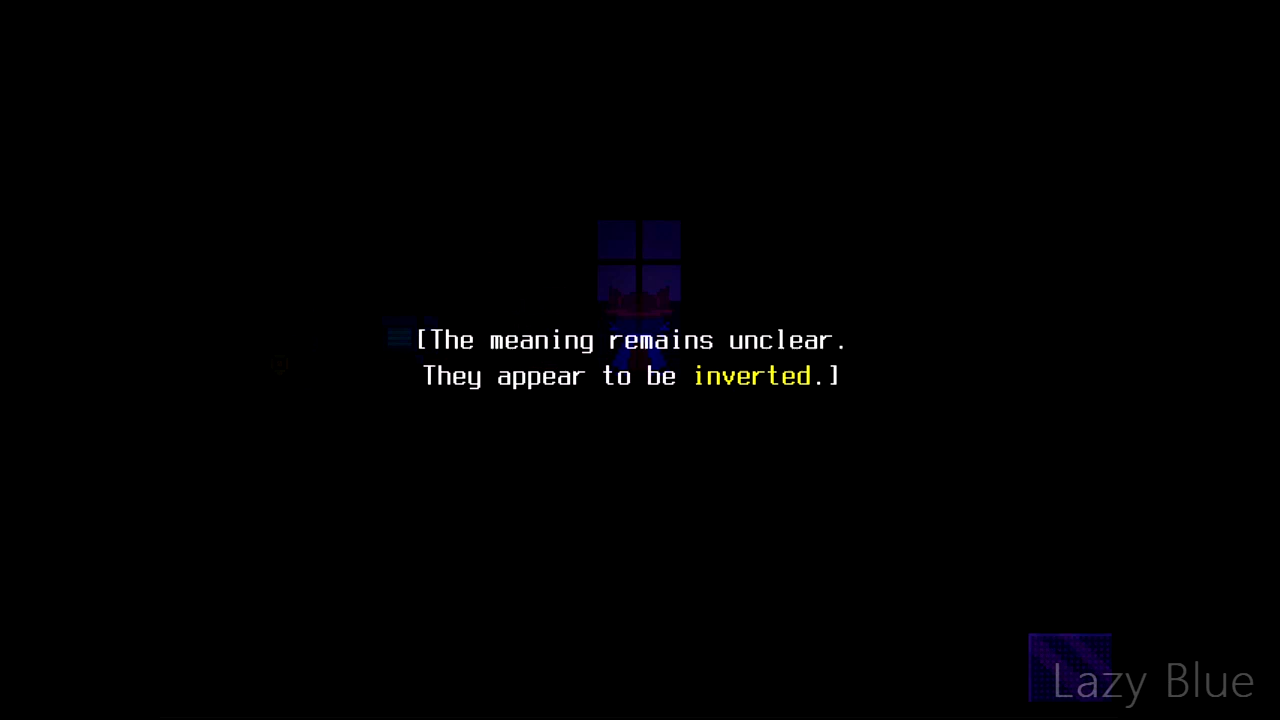 [The meaning remains unclear.
They appear to be inverted.]
Lazy Blue